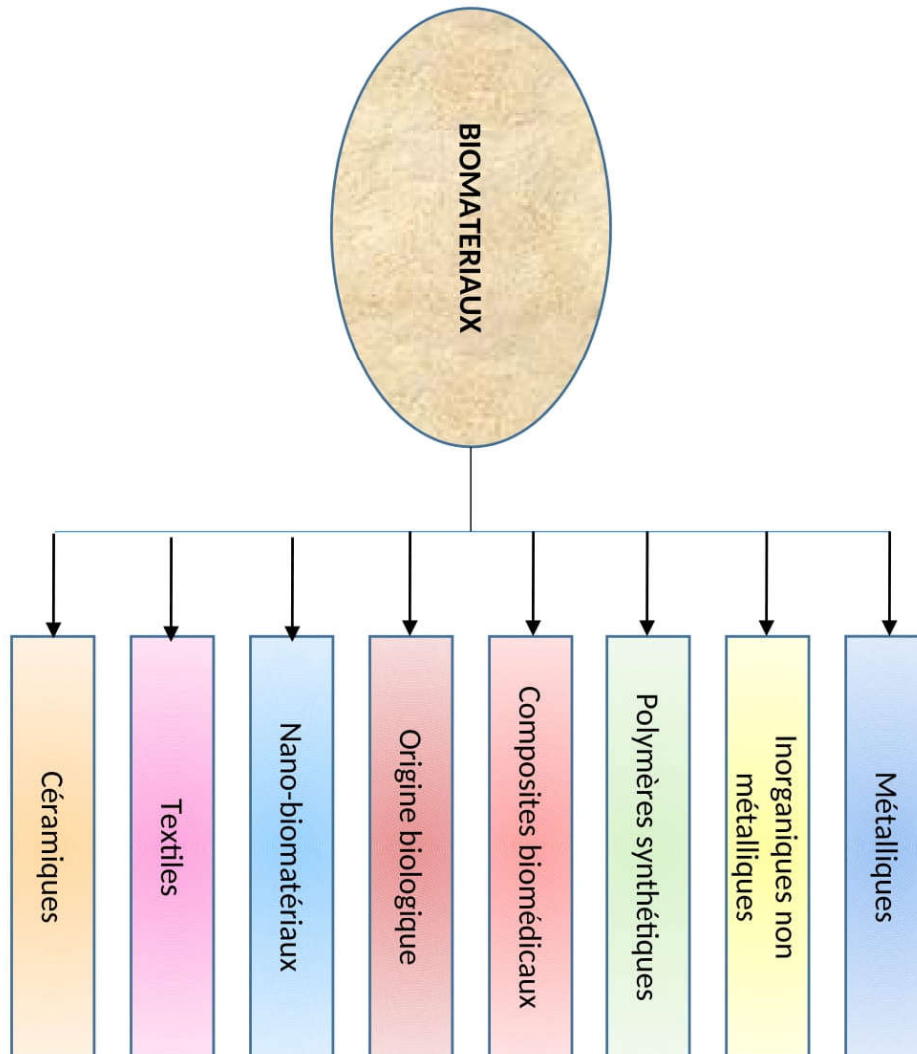 BIOMATERIAUX
Céramiques
Textiles
Nano-biomatériaux
Origine biologique
Composites biomédicaux
Polymères synthétiques
Inorganiques non
métalliques
Métalliques